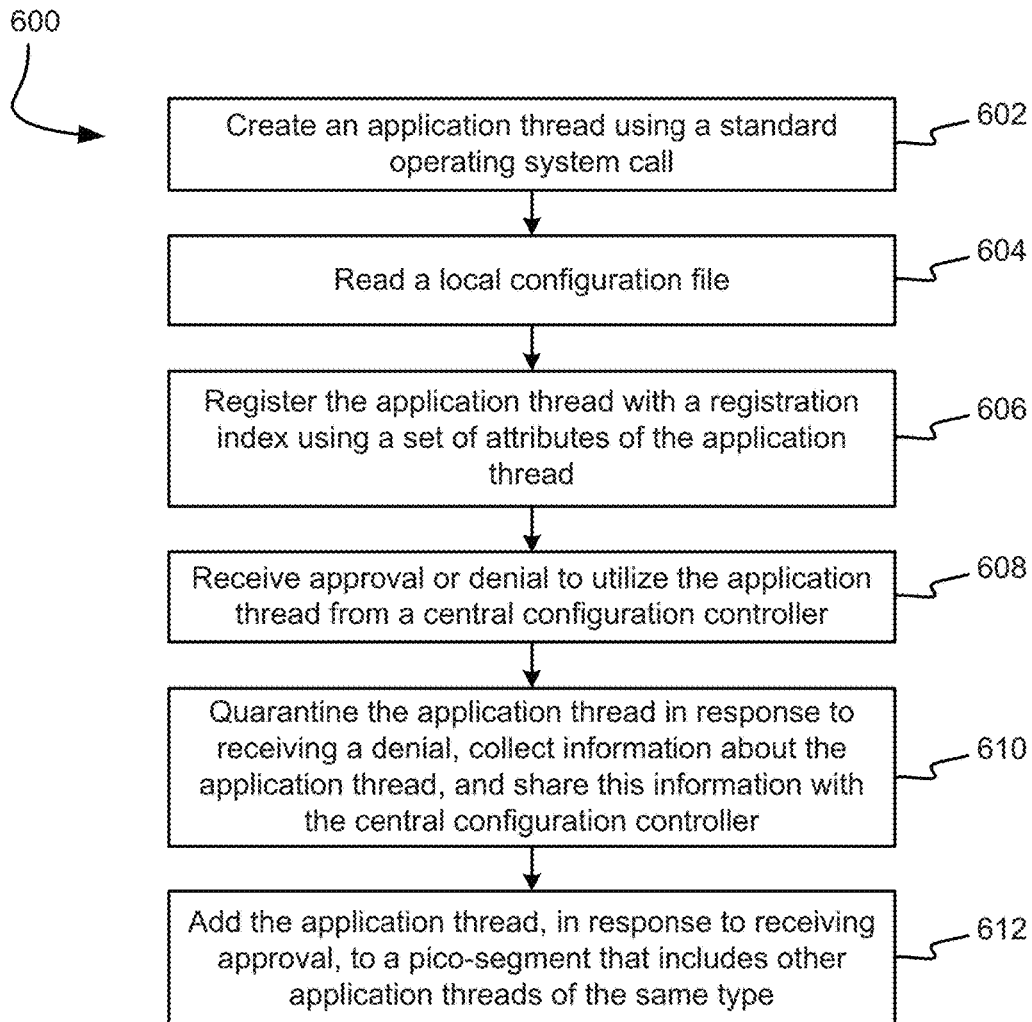 600
Create an application thread using a standard
operating system call
602
Read a local configuration file
604
Register the application thread with a registration
index using a set of attributes of the application
thread
606
Receive approval or denial to utilize the application
thread from a central configuration controller
608
Quarantine the application thread in response to
receiving a denial, collect information about the
application thread, and share this information with
the central configuration controller
610
Add the application thread, in response to receiving
approval, to a pico-segment that includes other
application threads of the same type
612